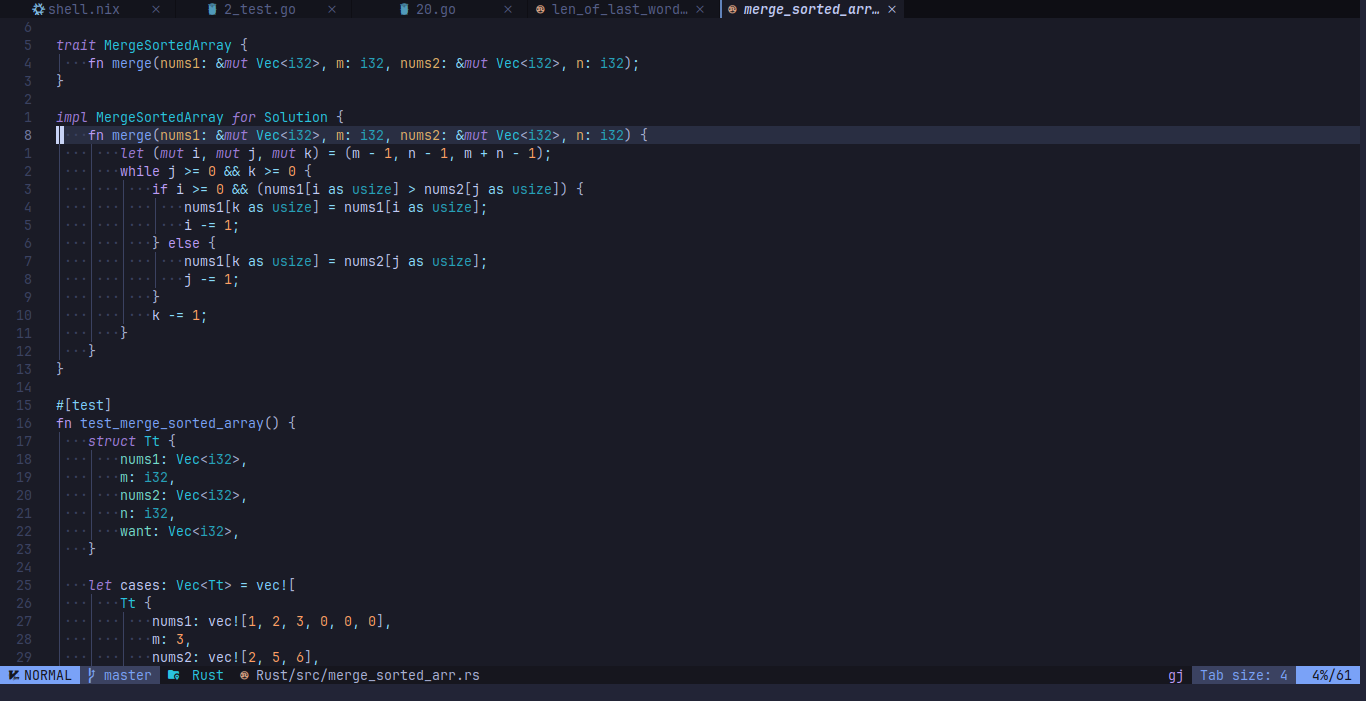 shell.nix × 2_test.go × 20.go × len_of_last_word… × merge_sorted_arr… ×
6
5 trait MergeSortedArray {
4     fn merge(nums1: &mut Vec<i32>, m: i32, nums2: &mut Vec<i32>, n: i32);
3 }
2
1 impl MergeSortedArray for Solution {
8     fn merge(nums1: &mut Vec<i32>, m: i32, nums2: &mut Vec<i32>, n: i32) {
1         let (mut i, mut j, mut k) = (m - 1, n - 1, m + n - 1);
2         while j >= 0 && k >= 0 {
3             if i >= 0 && (nums1[i as usize] > nums2[j as usize]) {
4                 nums1[k as usize] = nums1[i as usize];
5                 i -= 1;
6             } else {
7                 nums1[k as usize] = nums2[j as usize];
8                 j -= 1;
9             }
10             k -= 1;
11         }
12     }
13 }
14
15 #[test]
16 fn test_merge_sorted_array() {
17     struct Tt {
18         nums1: Vec<i32>,
19         m: i32,
20         nums2: Vec<i32>,
21         n: i32,
22         want: Vec<i32>,
23     }
24
25     let cases: Vec<Tt> = vec![
26         Tt {
27             nums1: vec![1, 2, 3, 0, 0, 0],
28             m: 3,
29             nums2: vec![2, 5, 6],
NORMAL master Rust Rust/src/merge_sorted_arr.rs gj Tab size: 4 4%/61